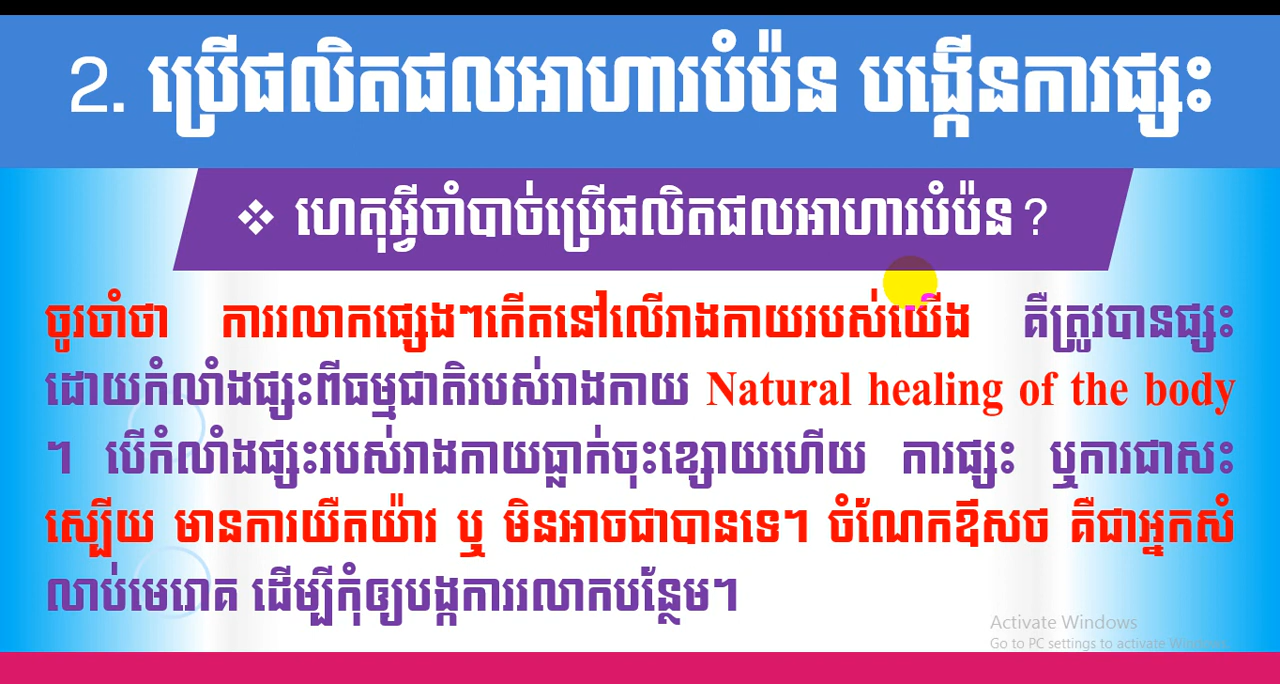 2. ប្រើផលិតផលអាហារបំប៉ន បង្កើនការផ្សះ
❖ ហេតុអ្វីចាំបាច់ប្រើផលិតផលអាហារបំប៉ន?
ចូរចាំថា ការរលាកផ្សេងៗកើតនៅលើរាងកាយរបស់យើង គឺត្រូវបានផ្សះ
ដោយកំលាំងផ្សះពីធម្មជាតិរបស់រាងកាយ Natural healing of the body
។ បើកំលាំងផ្សះរបស់រាងកាយធ្លាក់ចុះខ្សោយហើយ ការផ្សះ ឬការជាសះ
ស្បើយ មានការយឺតយ៉ាវ ឬ មិនអាចជាបានទេ។ ចំណែកឱសថ គឺជាអ្នកសំ
លាប់មេរោគ ដើម្បីកុំឲ្យបង្កការរលាកបន្ថែម។
Activate Windows
Go to PC settings to activate Windows.